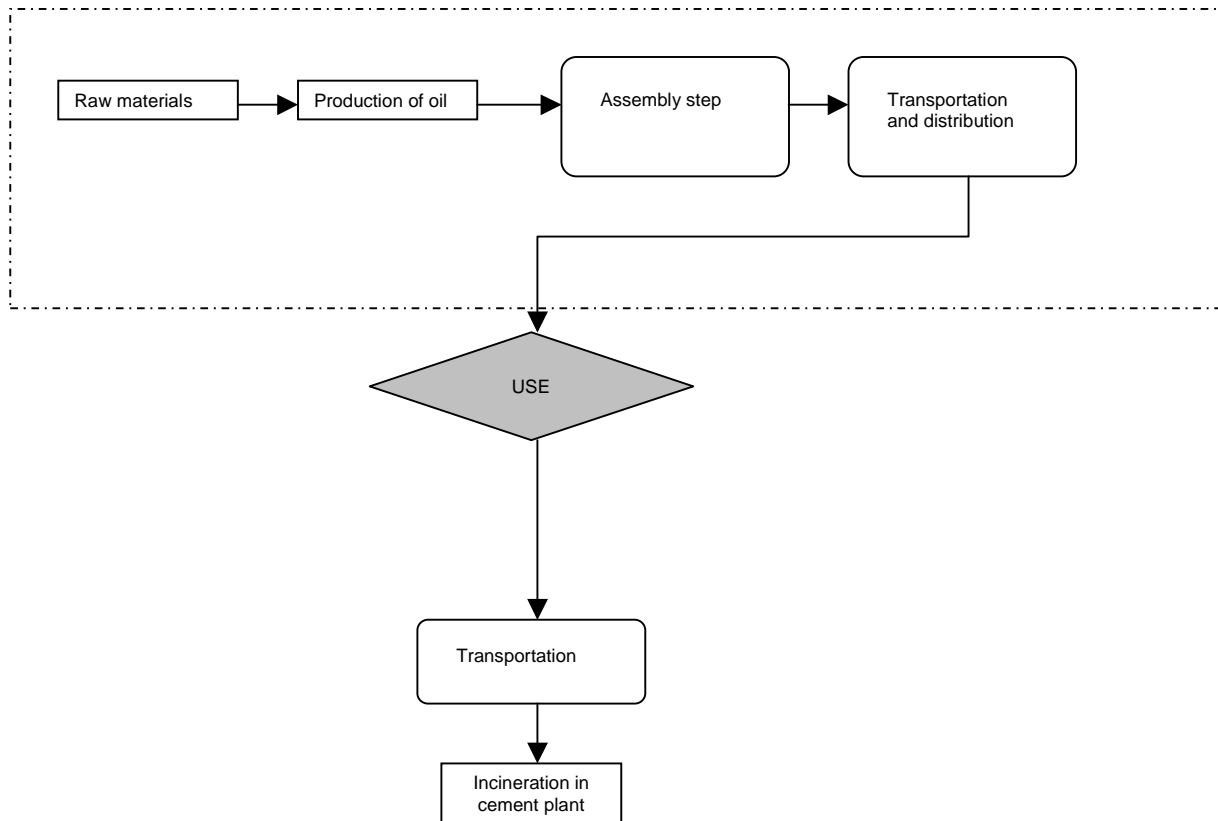 Raw materials
Production of oil
Assembly step
Transportation
and distribution
USE
Transportation
Incineration in
cement plant